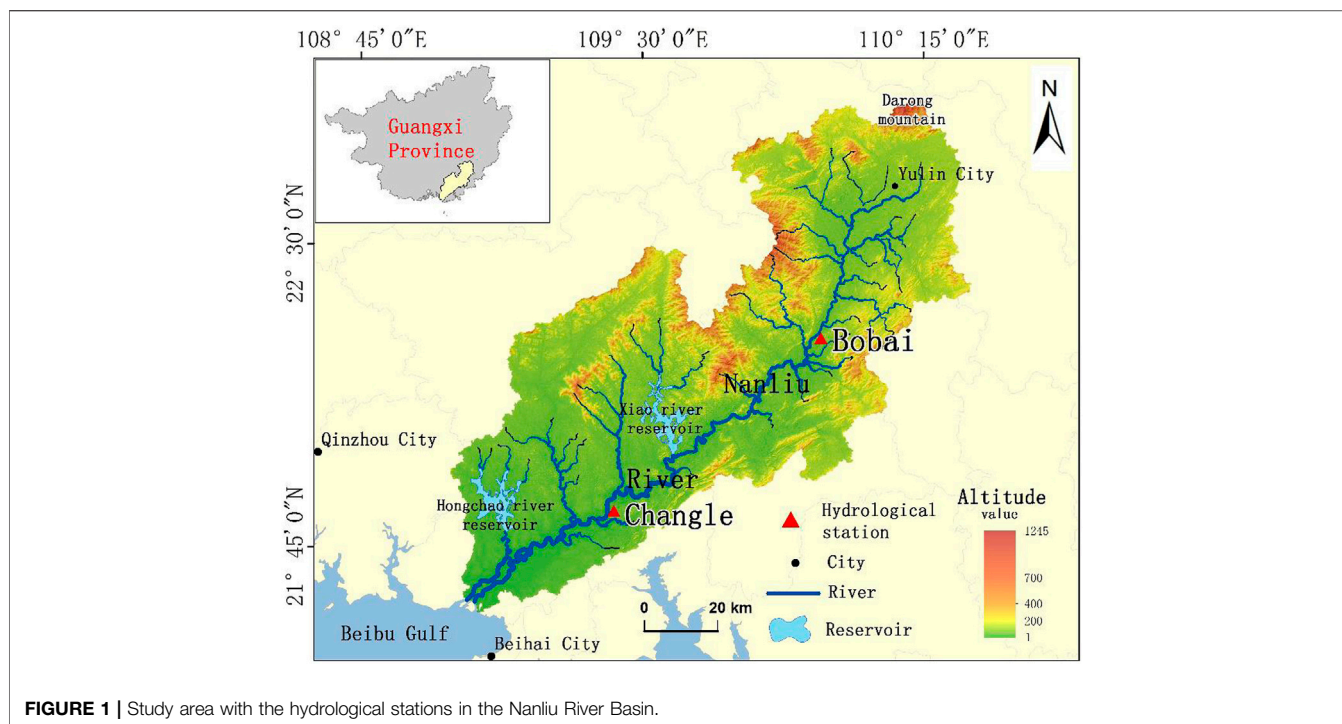 108° 45′0″E
109° 30′0″E
110° 15′0″E
N
Guangxi
Province
Darong
mountain
Yulin City
22° 30′0″N
Bobai
Nanliu
Xiao river
reservoir
Qinzhou City
River
Hongchao river
reservoir
Changle
21° 45′0″N
Hydrological
station
City
River
Reservoir
Altitude
value
1245
700
400
200
1
0 20 km
Beibu Gulf
Beihai City
FIGURE 1 | Study area with the hydrological stations in the Nanliu River Basin.